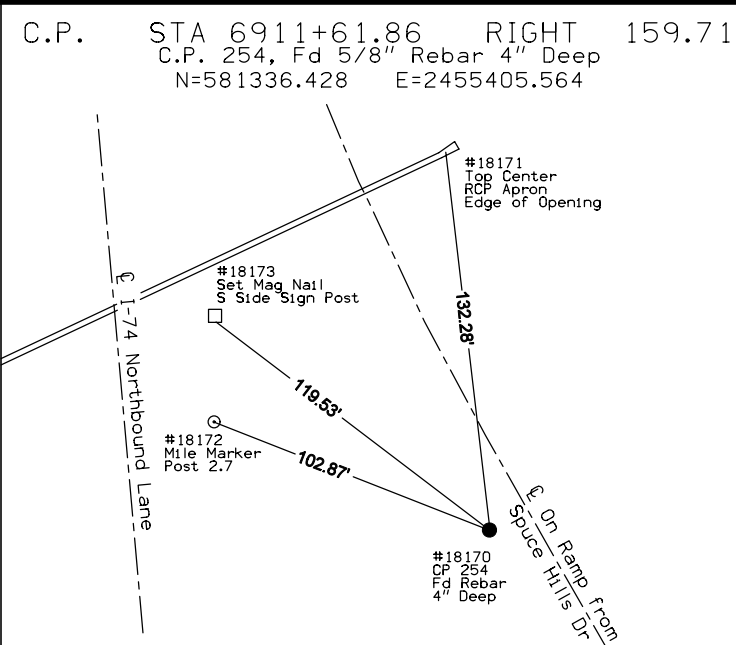 C.P. STA 6911+61.86 RIGHT 159.71
C.P. 254, Fd 5/8" Rebar 4" Deep
N=581336.428 E=2455405.564
#18171
Top Center
RCP Apron
Edge of Opening
#18173
Set Mag Nail
S Side Sign Post
℄ I-74 Northbound Lane
132.28'
119.53'
102.87'
#18172
Mile Marker
Post 2.7
℄ On Ramp from
Spuce Hills Dr
#18170
CP 254
Fd Rebar
4" Deep